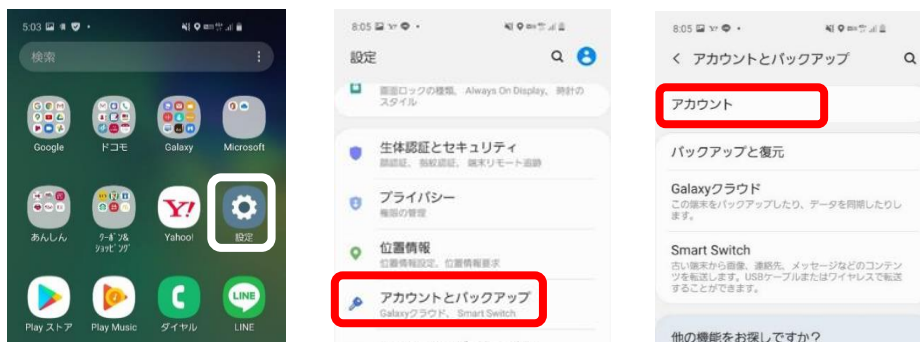 5:03
検索
Google
ドコモ
Galaxy
Microsoft
あんしん
ｱｰﾎﾞﾝ&
ｼｮｯﾋﾟﾝｸﾞ
Yahoo!
設定
Play ストア
Play Music
ダイヤル
LINE
8:05
設定
画面ロックの種類、Always On Display、時計の
スタイル
生体認証とセキュリティ
顔認証、指紋認証、端末リモート追跡
プライバシー
権限の管理
位置情報
位置情報設定、位置情報要求
アカウントとバックアップ
Galaxyクラウド、Smart Switch
8:05
アカウントとバックアップ
アカウント
バックアップと復元
Galaxyクラウド
この端末をバックアップしたり、データを同期したりし
ます。
Smart Switch
古い端末から画像、連絡先、メッセージなどのコンテン
ツを転送します。USBケーブルまたはワイヤレスで転送
することができます。
他の機能をお探しですか？